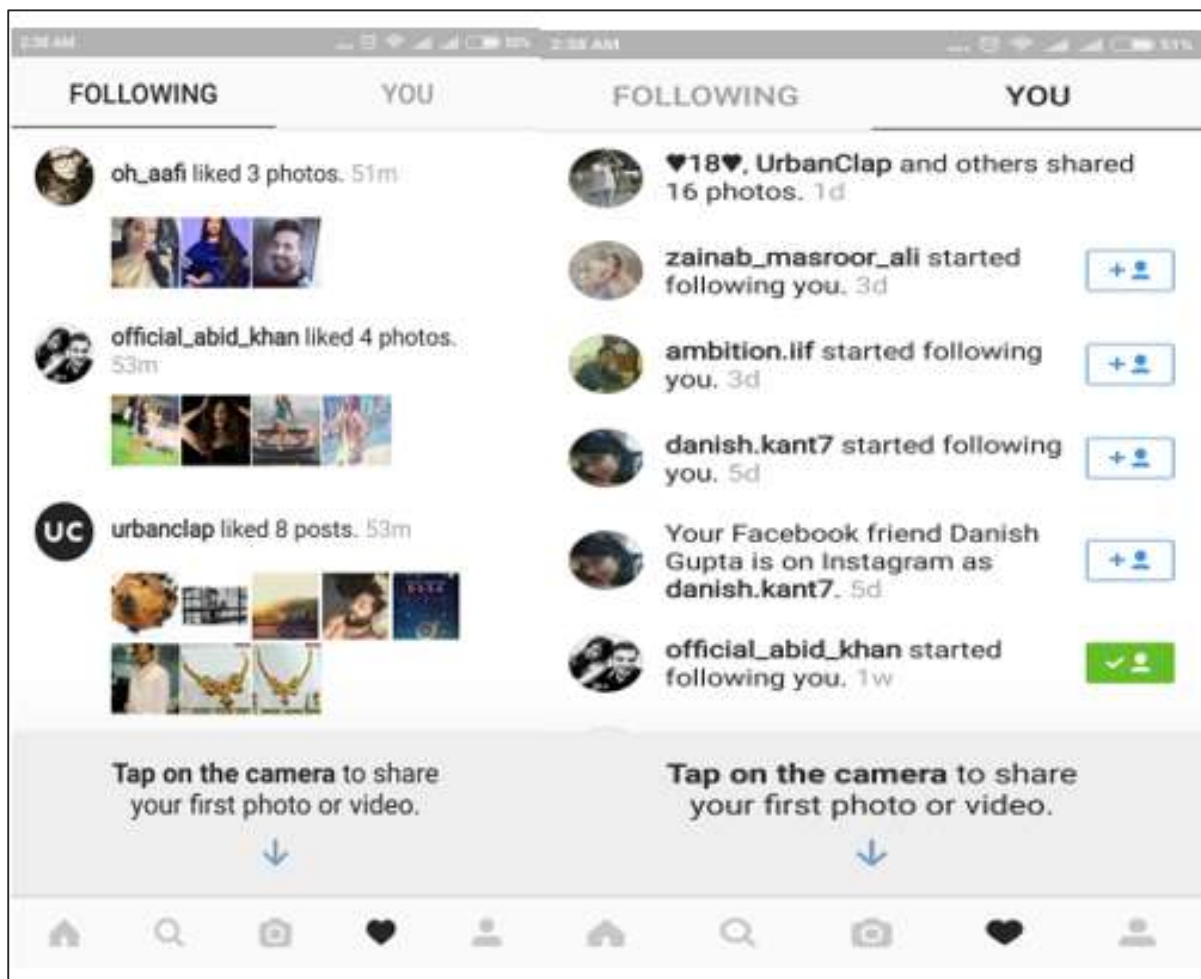 2:38 AM
FOLLOWING YOU
oh_aafi liked 3 photos. 51m
official_abid_khan liked 4 photos.
53m
UC
urbanclap liked 8 posts. 53m
Tap on the camera to share
your first photo or video.
2:38 AM 51%
FOLLOWING YOU
♥18♥, UrbanClap and others shared
16 photos. 1d
zainab_masroor_ali started
following you. 3d
ambition.lif started following
you. 3d
danish.kant7 started following
you. 5d
Your Facebook friend Danish
Gupta is on Instagram as
danish.kant7. 5d
official_abid_khan started
following you. 1w
Tap on the camera to share
your first photo or video.